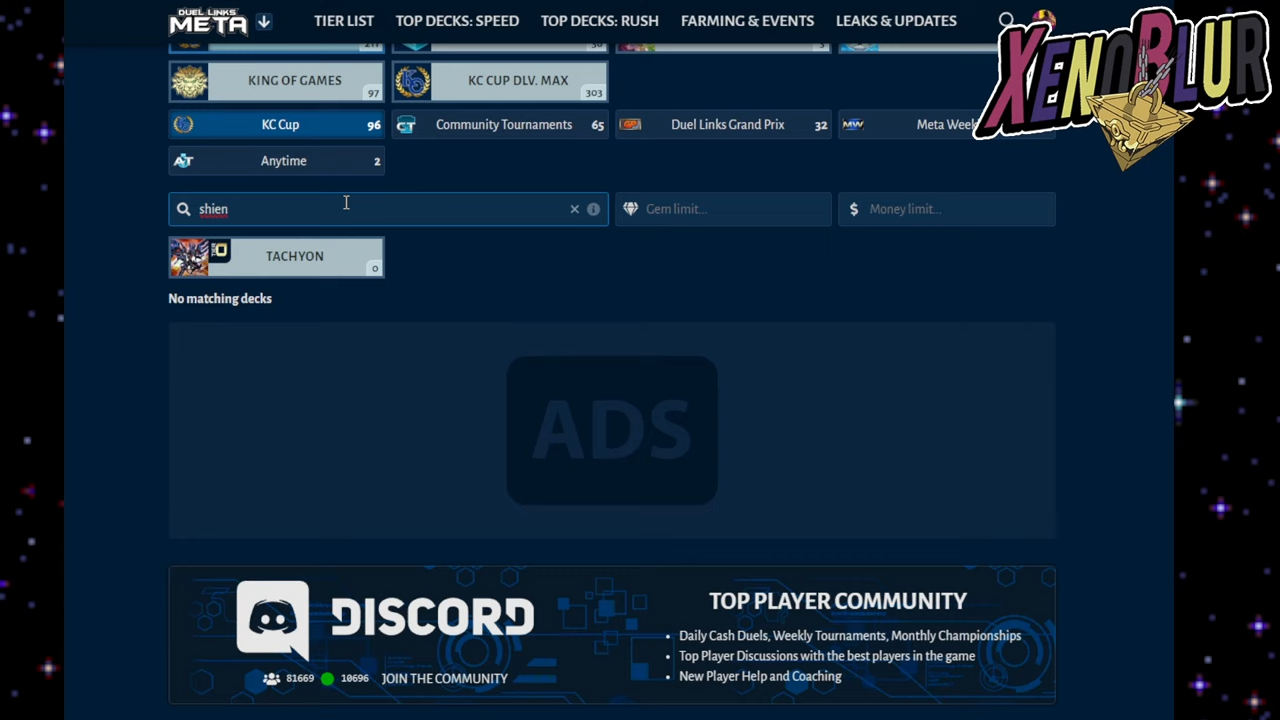 DUEL LINKS
META
TIER LIST
TOP DECKS: SPEED
TOP DECKS: RUSH
FARMING & EVENTS
LEAKS & UPDATES
XENOBLUR
KING OF GAMES
97
KC CUP DLV. MAX
303
KC Cup 96
CT
Community Tournaments 65
GP
Duel Links Grand Prix 32
MW
Meta Week
AT
Anytime 2
shien
Gem limit...
$ Money limit...
TACHYON
0
No matching decks
ADS
DISCORD
81669 10696 JOIN THE COMMUNITY
TOP PLAYER COMMUNITY
• Daily Cash Duels, Weekly Tournaments, Monthly Championships
• Top Player Discussions with the best players in the game
• New Player Help and Coaching